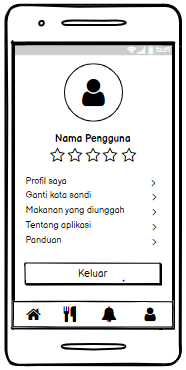 Nama Pengguna
Profil saya
Ganti kata sandi
Makanan yang diunggah
Tentang aplikasi
Panduan
Keluar